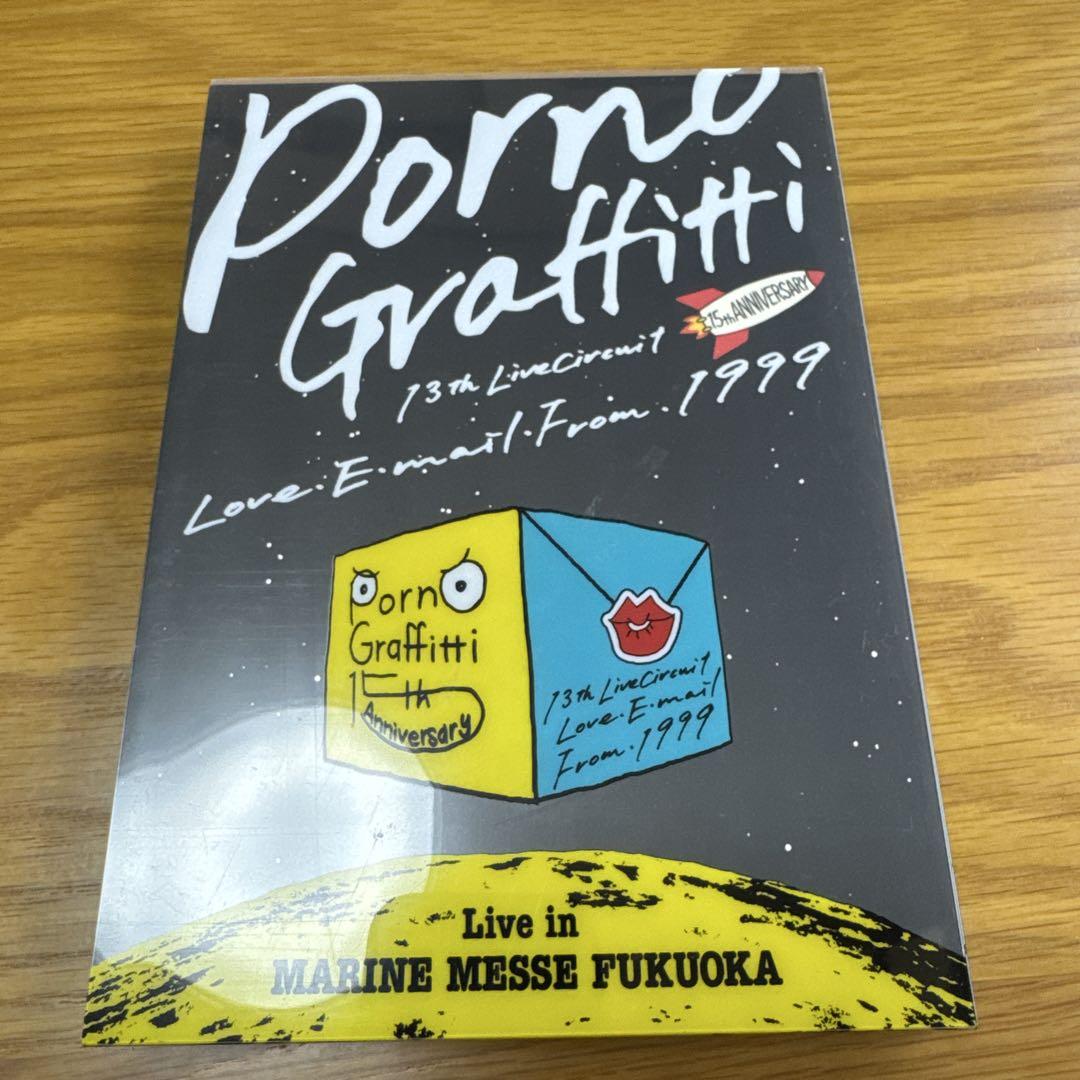 Porno
Graffitti
15th ANNIVERSARY
13th LiveCircuit
Love・E・mail・From・1999
PornO
Graffitti
15th
Anniversary
13th LiveCircuit
Love・E・mail
From・1999
Live in
MARINE MESSE FUKUOKA